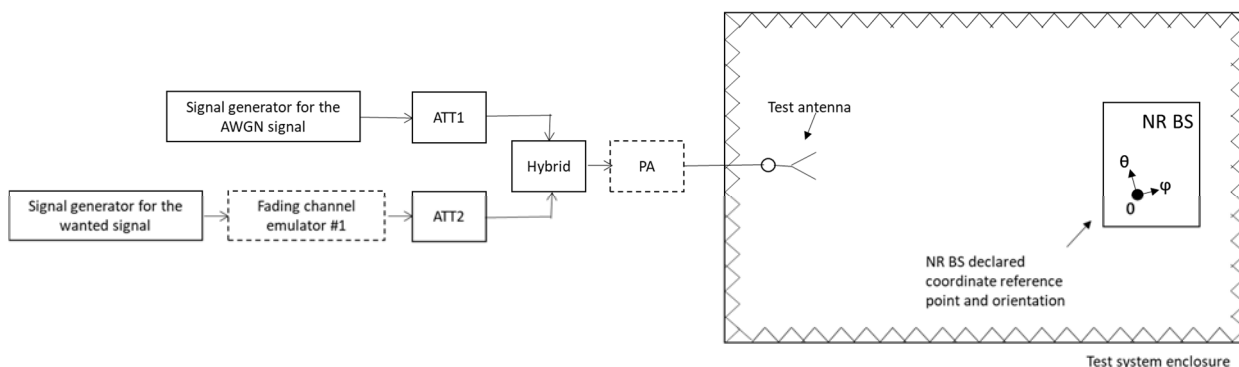 Signal generator for the
AWGN signal
ATT1
Hybrid
PA
Signal generator for the
wanted signal
Fading channel
emulator #1
ATT2
Test antenna
NR BS
θ
φ
0
NR BS declared
coordinate reference
point and orientation
Test system enclosure